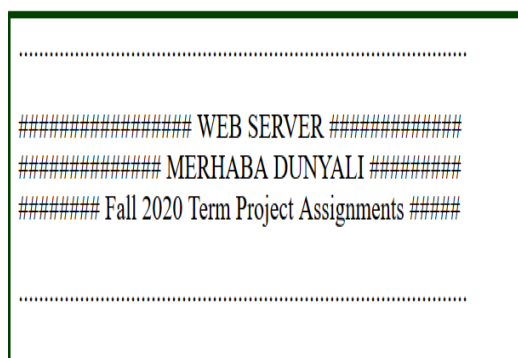 ................................................................................
################# WEB SERVER #############
############## MERHABA DUNYALI #########
######## Fall 2020 Term Project Assignments #####
................................................................................